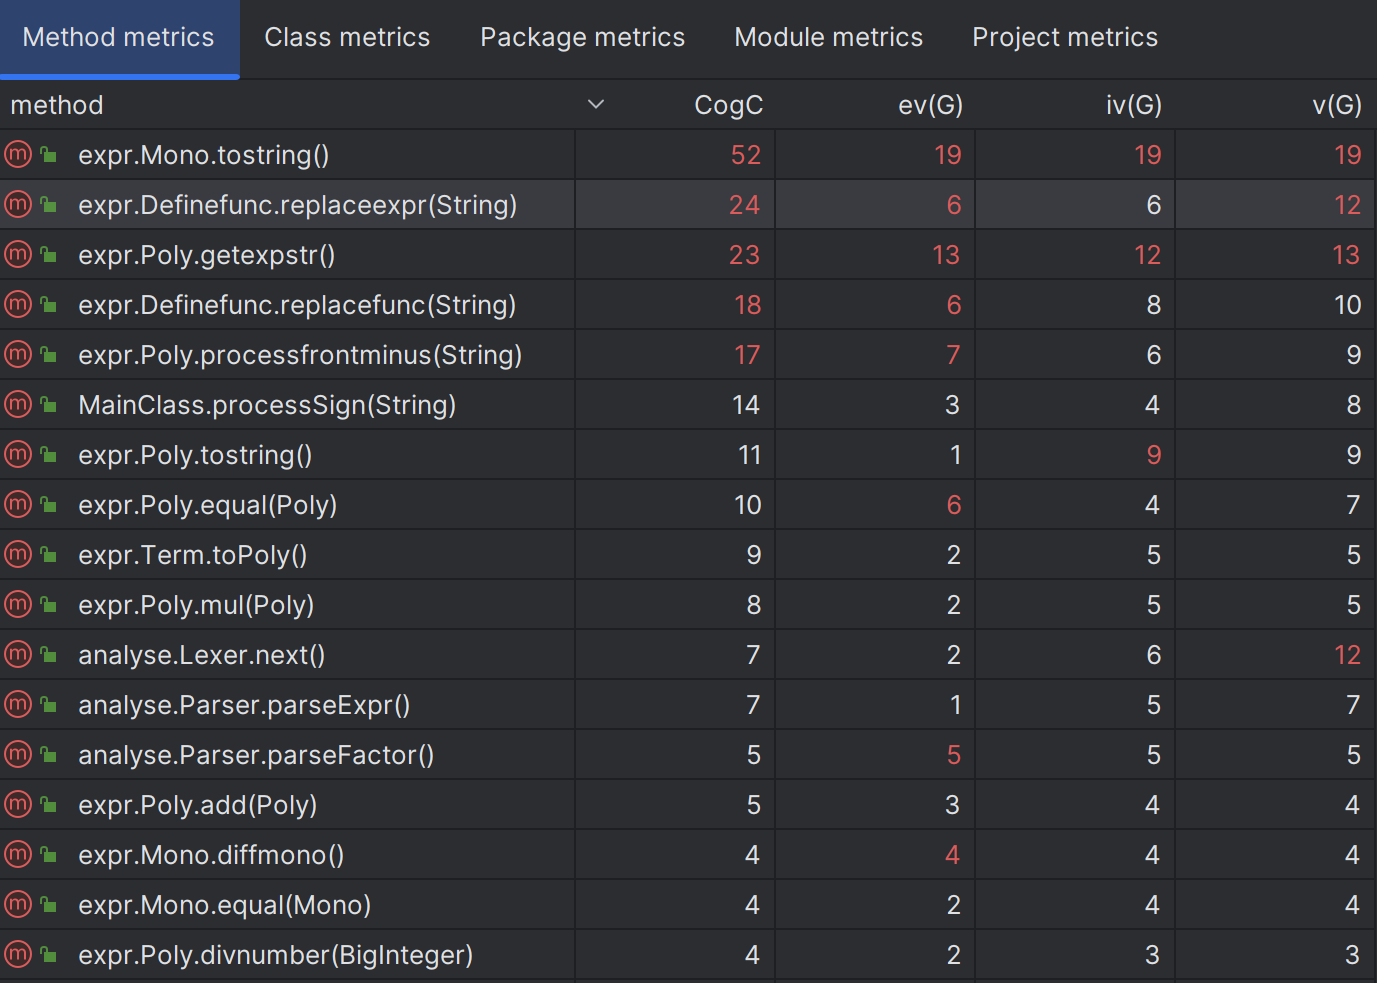 Method metrics Class metrics Package metrics Module metrics Project metrics
method CogC ev(G) iv(G) v(G)
m expr.Mono.tostring() 52 19 19 19
m expr.Definefunc.replaceexpr(String) 24 6 6 12
m expr.Poly.getexpstr() 23 13 12 13
m expr.Definefunc.replacefunc(String) 18 6 8 10
m expr.Poly.processfrontminus(String) 17 7 6 9
m MainClass.processSign(String) 14 3 4 8
m expr.Poly.tostring() 11 1 9 9
m expr.Poly.equal(Poly) 10 6 4 7
m expr.Term.toPoly() 9 2 5 5
m expr.Poly.mul(Poly) 8 2 5 5
m analyse.Lexer.next() 7 2 6 12
m analyse.Parser.parseExpr() 7 1 5 7
m analyse.Parser.parseFactor() 5 5 5 5
m expr.Poly.add(Poly) 5 3 4 4
m expr.Mono.diffmono() 4 4 4 4
m expr.Mono.equal(Mono) 4 2 4 4
m expr.Poly.divnumber(BigInteger) 4 2 3 3